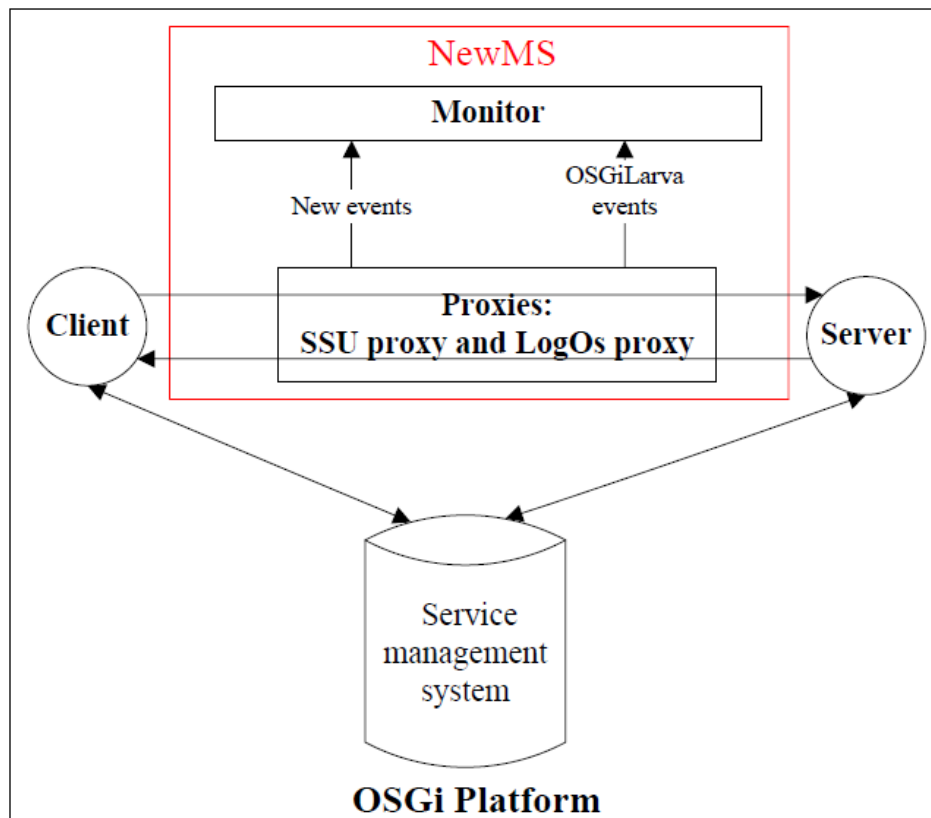 NewMS
Monitor
New events
OSGiLarva
events
Proxies:
SSU proxy and LogOs proxy
Client
Server
Service
management
system
OSGi Platform